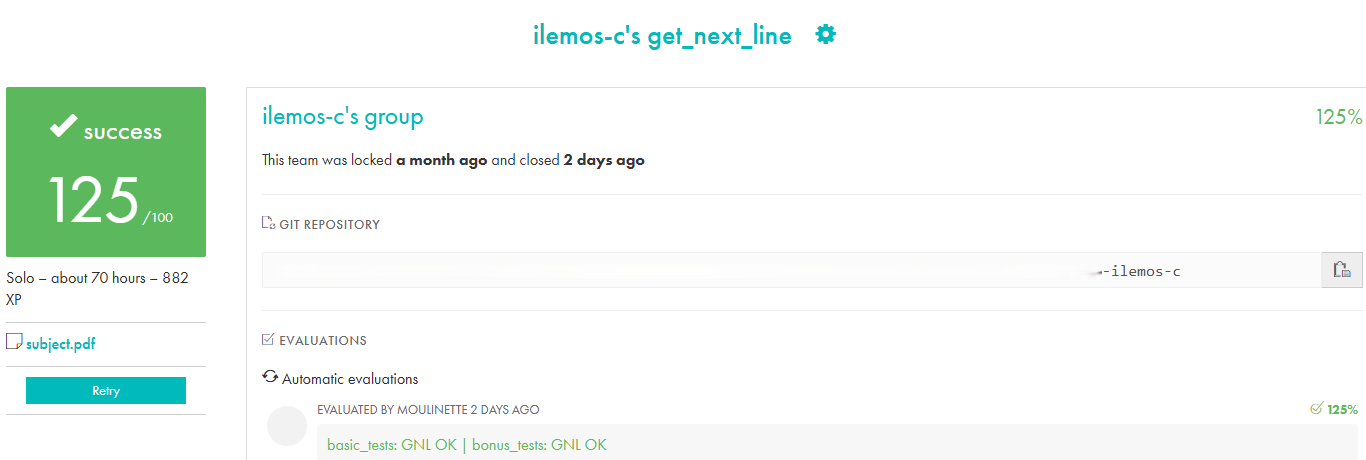 ilemos-c's get_next_line
success
125 /100
Solo – about 70 hours – 882
XP
subject.pdf
Retry
ilemos-c's group
125%
This team was locked a month ago and closed 2 days ago
GIT REPOSITORY
-ilemos-c
EVALUATIONS
Automatic evaluations
EVALUATED BY MOULINETTE 2 DAYS AGO
125%
basic_tests: GNL OK | bonus_tests: GNL OK